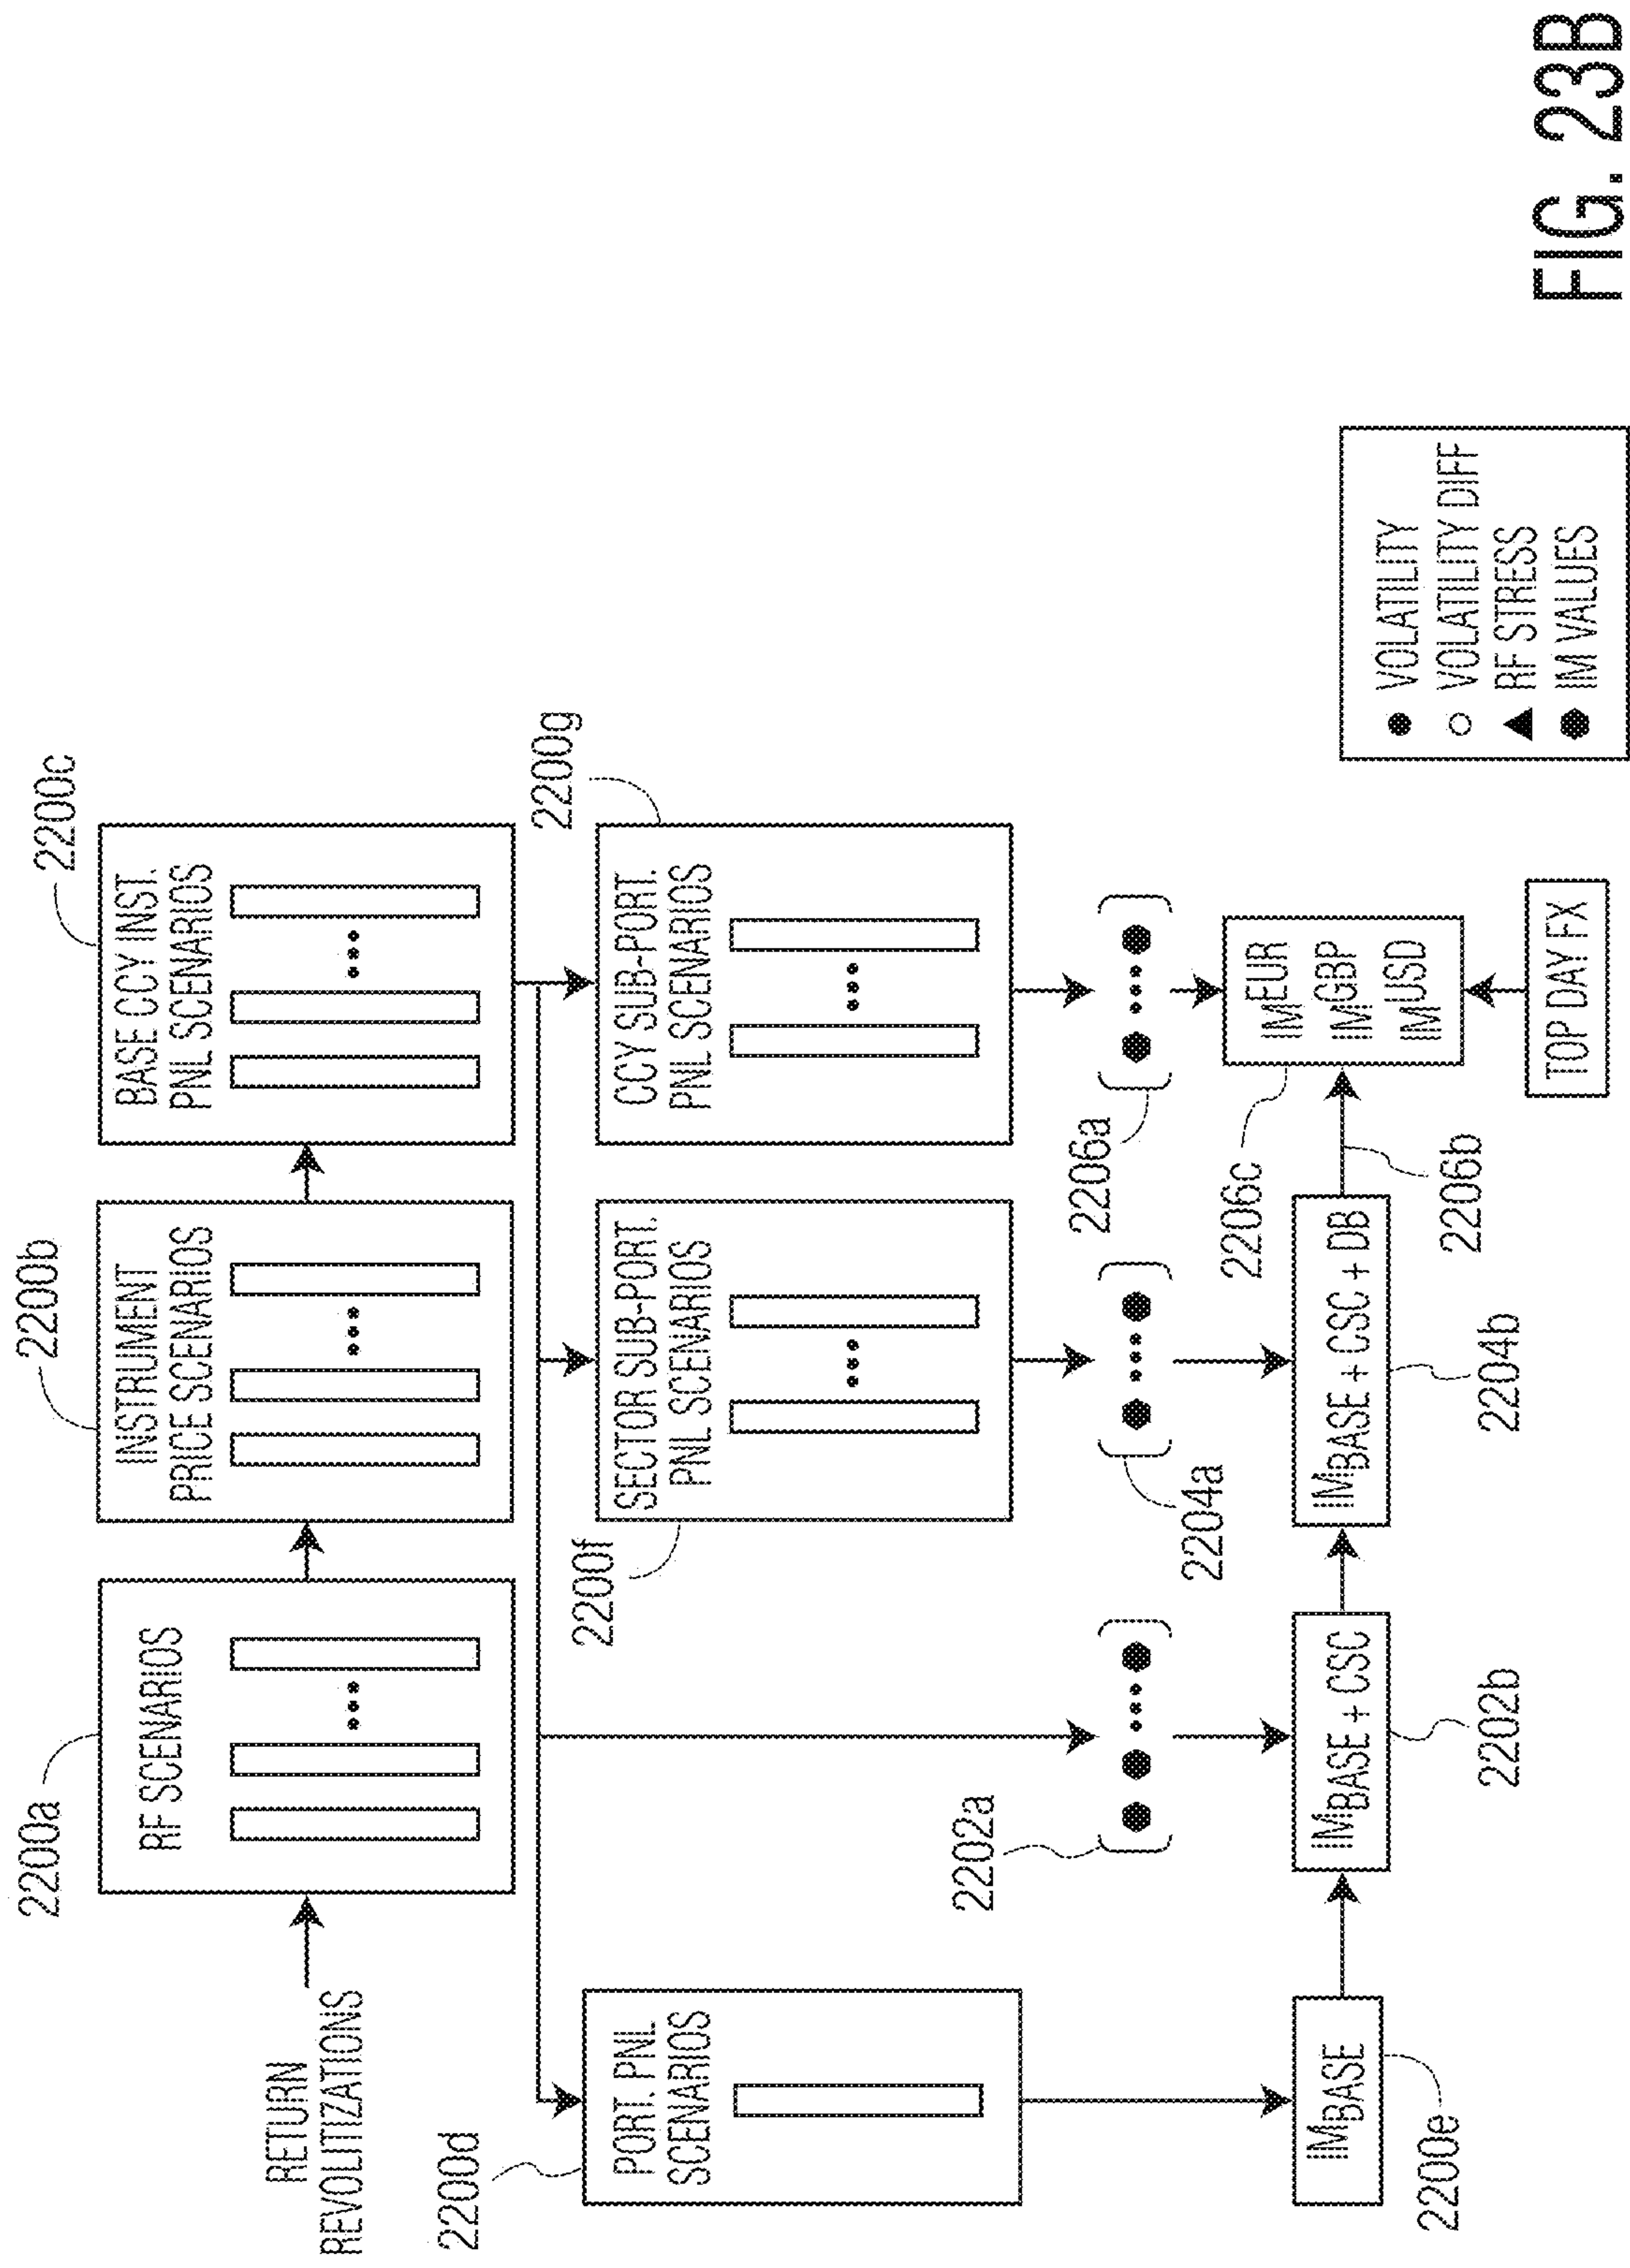 2200a
2200b
2200c
RETURN
REVOLITIZATIONS
RF SCENARIOS
INSTRUMENT
PRICE SCENARIOS
BASE CCY INST.
PNL SCENARIOS
2200d
2200f
2200g
PORT. PNL
SCENARIOS
SECTOR SUB-PORT.
PNL SCENARIOS
CCY SUB-PORT.
PNL SCENARIOS
2202a
2204a
2206a
2206c
IMBASE
IMBASE + CSC
IMBASE + CSC + DB
IMEUR
IMGBP
IMUSD
2200e
2202b
2204b
2206b
TOP DAY FX
VOLATILITY
VOLATILITY DIFF
RF STRESS
IM VALUES
FIG. 23B